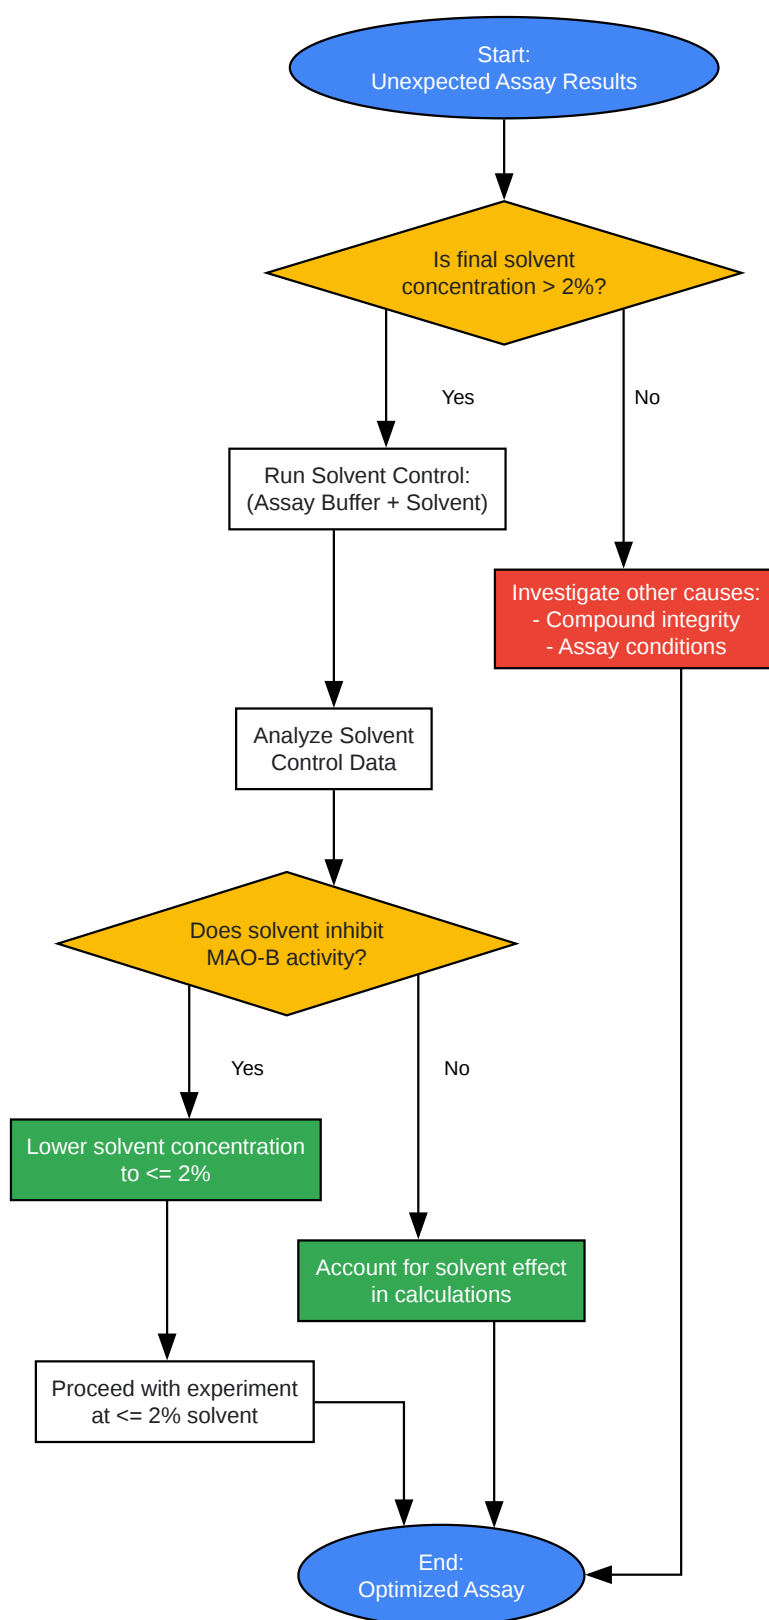 Start:
Unexpected Assay Results
Is final solvent
concentration > 2%?
Yes
No
Run Solvent Control:
(Assay Buffer + Solvent)
Investigate other causes:
- Compound integrity
- Assay conditions
Analyze Solvent
Control Data
Does solvent inhibit
MAO-B activity?
Yes
No
Lower solvent concentration
to <= 2%
Account for solvent effect
in calculations
Proceed with experiment
at <= 2% solvent
End:
Optimized Assay